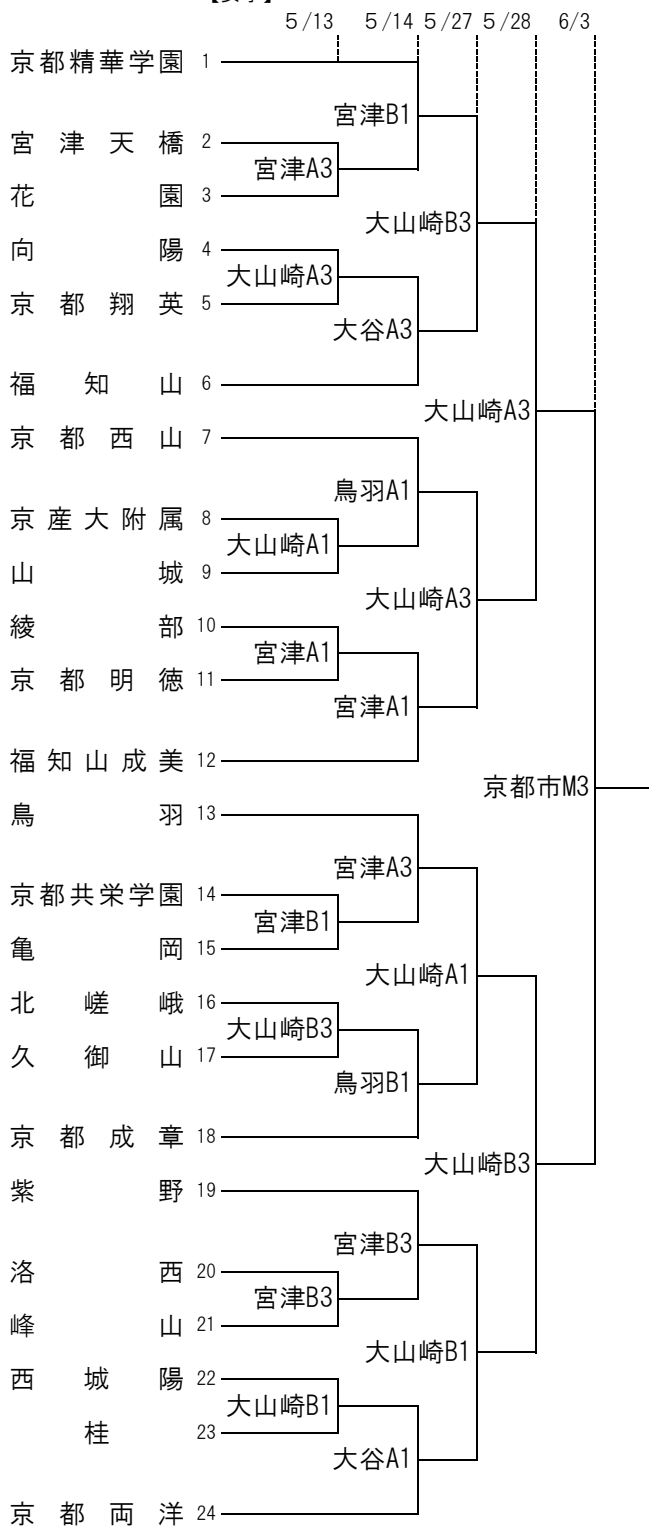 5/13 5/14 5/27 5/28 6/3
京都精華学園 1
宮津B1
宮津天橋 2
宮津A3
花園 3
大山崎B3
向陽 4
大山崎A3
京都翔英 5
大谷A3
福知山 6
大山崎A3
京都西山 7
鳥羽A1
京産大附属 8
大山崎A1
山城 9
大山崎A3
綾部 10
宮津A1
京都明徳 11
宮津A1
福知山成美 12
京都市M3
鳥羽 13
宮津A3
京都共栄学園 14
宮津B1
亀岡 15
大山崎A1
北嵯峨 16
大山崎B3
久御山 17
鳥羽B1
京都成章 18
大山崎B3
紫野 19
宮津B3
洛西 20
宮津B3
峰山 21
大山崎B1
西城陽 22
大山崎B1
桂 23
大谷A1
京都両洋 24